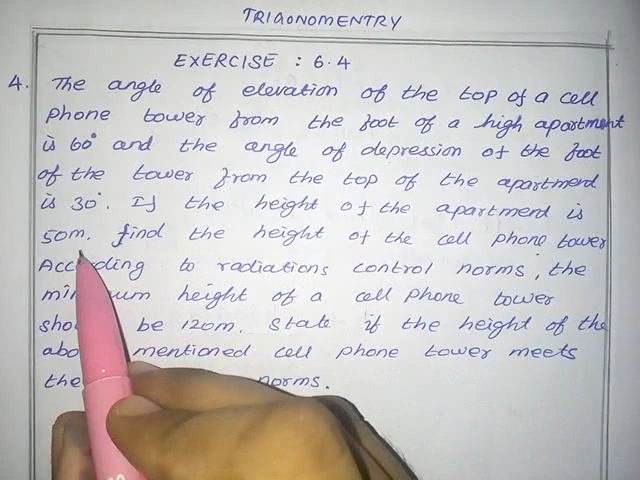 TRIGONOMENTRY
EXERCISE : 6.4
4. The angle of elevation of the top of a cell
phone tower from the foot of a high apartment
is 60° and the angle of depression of the foot
of the tower from the top of the apartment
is 30°. If the height of the apartment is
50m. find the height of the cell phone tower
According to radiations control norms, the
height of a cell phone tower
be 120m. State if the height of the
mentioned cell phone tower meets
the norms.